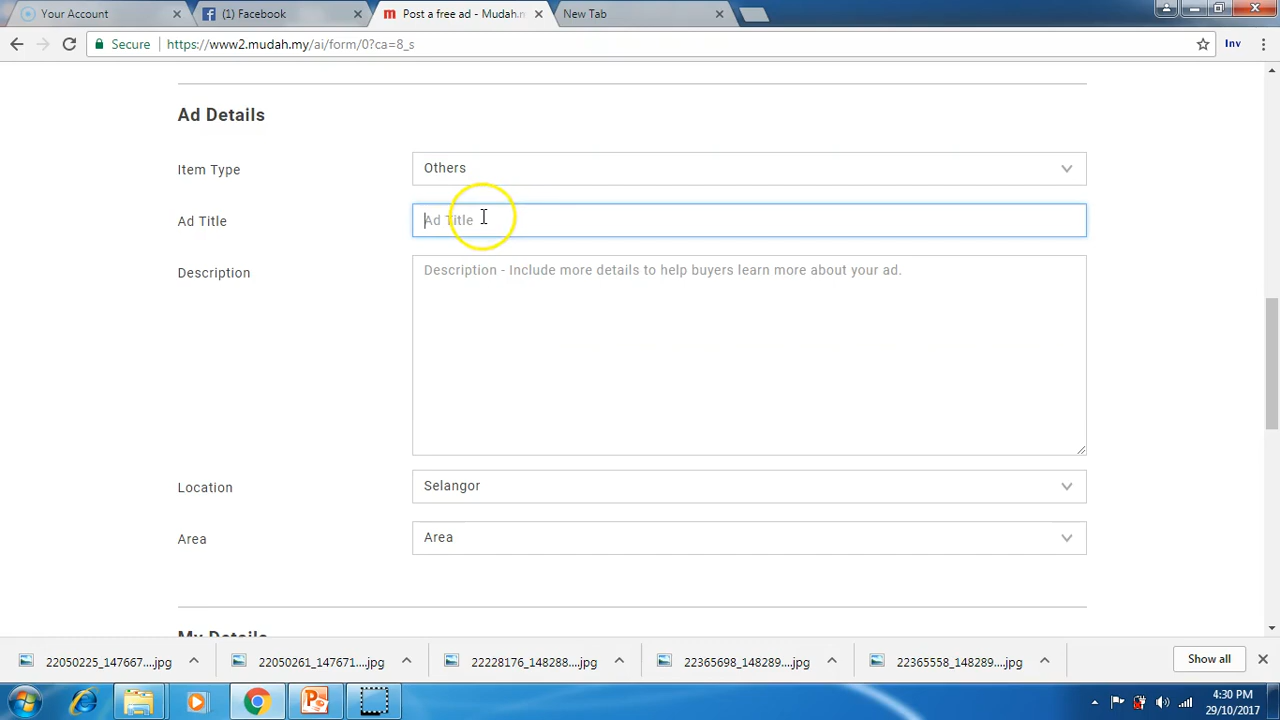 Your Account
(1) Facebook
Post a free ad - Mudah.m
New Tab
Secure
https://www2.mudah.my/ai/form/0?ca=8_s
Inv
Ad Details
Item Type
Others
Ad Title
Ad Title
Description
Description - Include more details to help buyers learn more about your ad.
Location
Selangor
Area
Area
My Details
22050225_147667....jpg
22050261_147671....jpg
22228176_148288....jpg
22365698_148289....jpg
22365558_148289....jpg
Show all
4:30 PM
29/10/2017